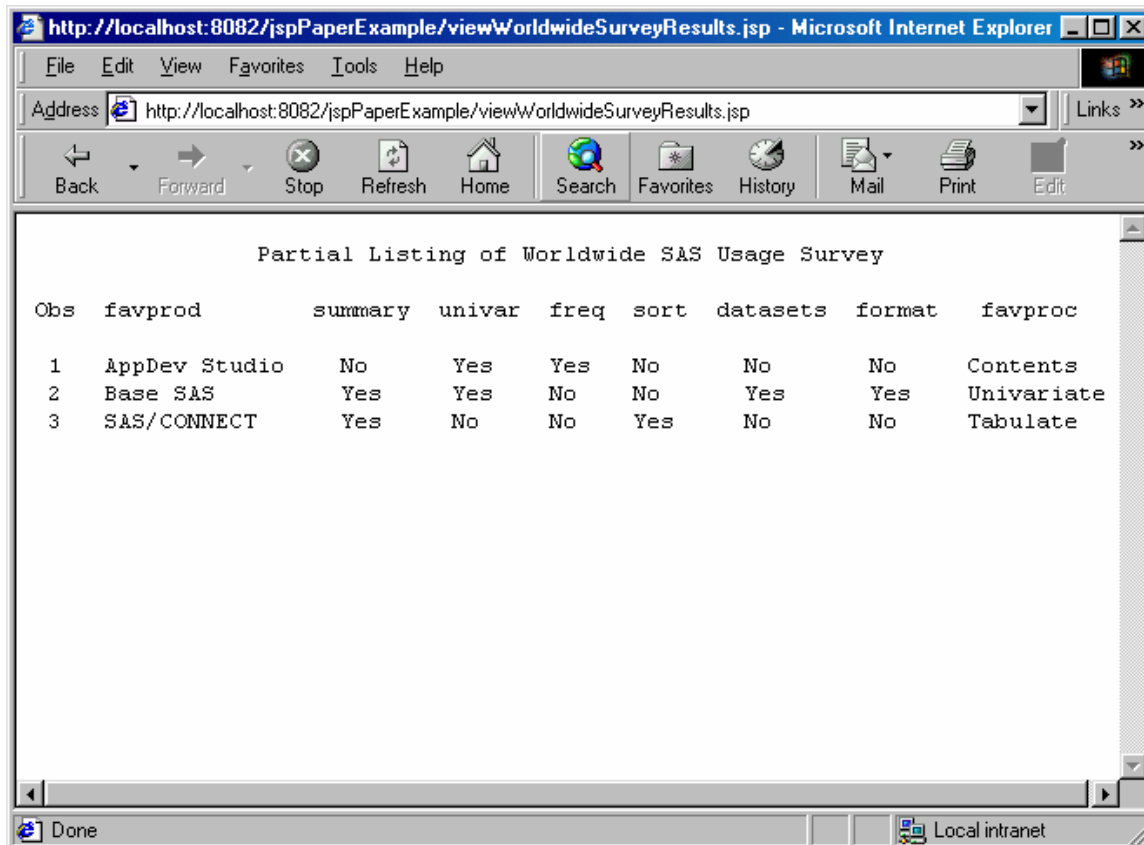 http://localhost:8082/jspPaperExample/viewWorldwideSurveyResults.jsp - Microsoft Internet Explorer
File Edit View Favorites Tools Help
Address http://localhost:8082/jspPaperExample/viewWorldwideSurveyResults.jsp Links »
Back Forward Stop Refresh Home Search Favorites History Mail Print Edit »
Partial Listing of Worldwide SAS Usage Survey
Obs favprod summary univar freq sort datasets format favproc
1 AppDev Studio No Yes Yes No No No Contents
2 Base SAS Yes Yes No No Yes Yes Univariate
3 SAS/CONNECT Yes No No Yes No No Tabulate
Done Local intranet